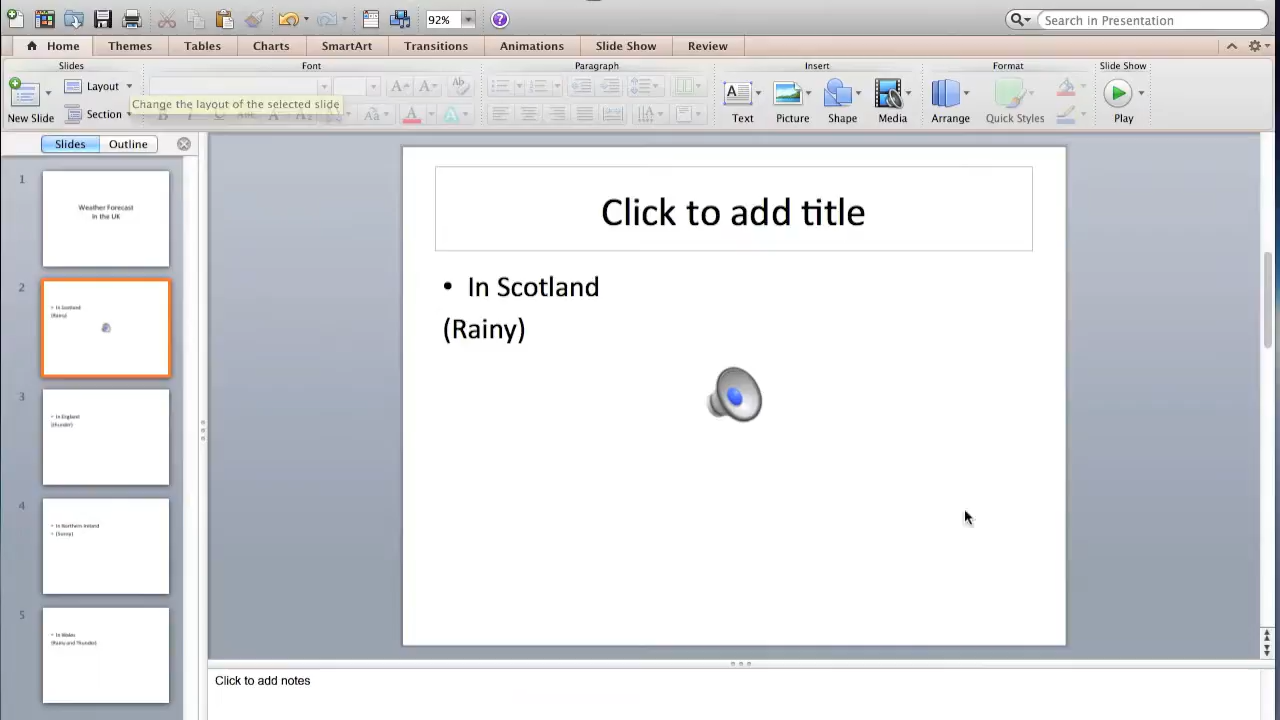 92%
Search in Presentation
Home Themes Tables Charts SmartArt Transitions Animations Slide Show Review
Slides Font Paragraph Insert Format Slide Show
Layout
Change the layout of the selected slide
Section
New Slide Text Picture Shape Media Arrange Quick Styles Play
Slides Outline
1
Weather Forecast
in the UK
2
• In Scotland
(Rainy)
3
• In England
(thunder)
4
• In Northern Ireland
• (Sunny)
5
• In Wales
(Rainy and Thunder)
Click to add title
• In Scotland
(Rainy)
Click to add notes